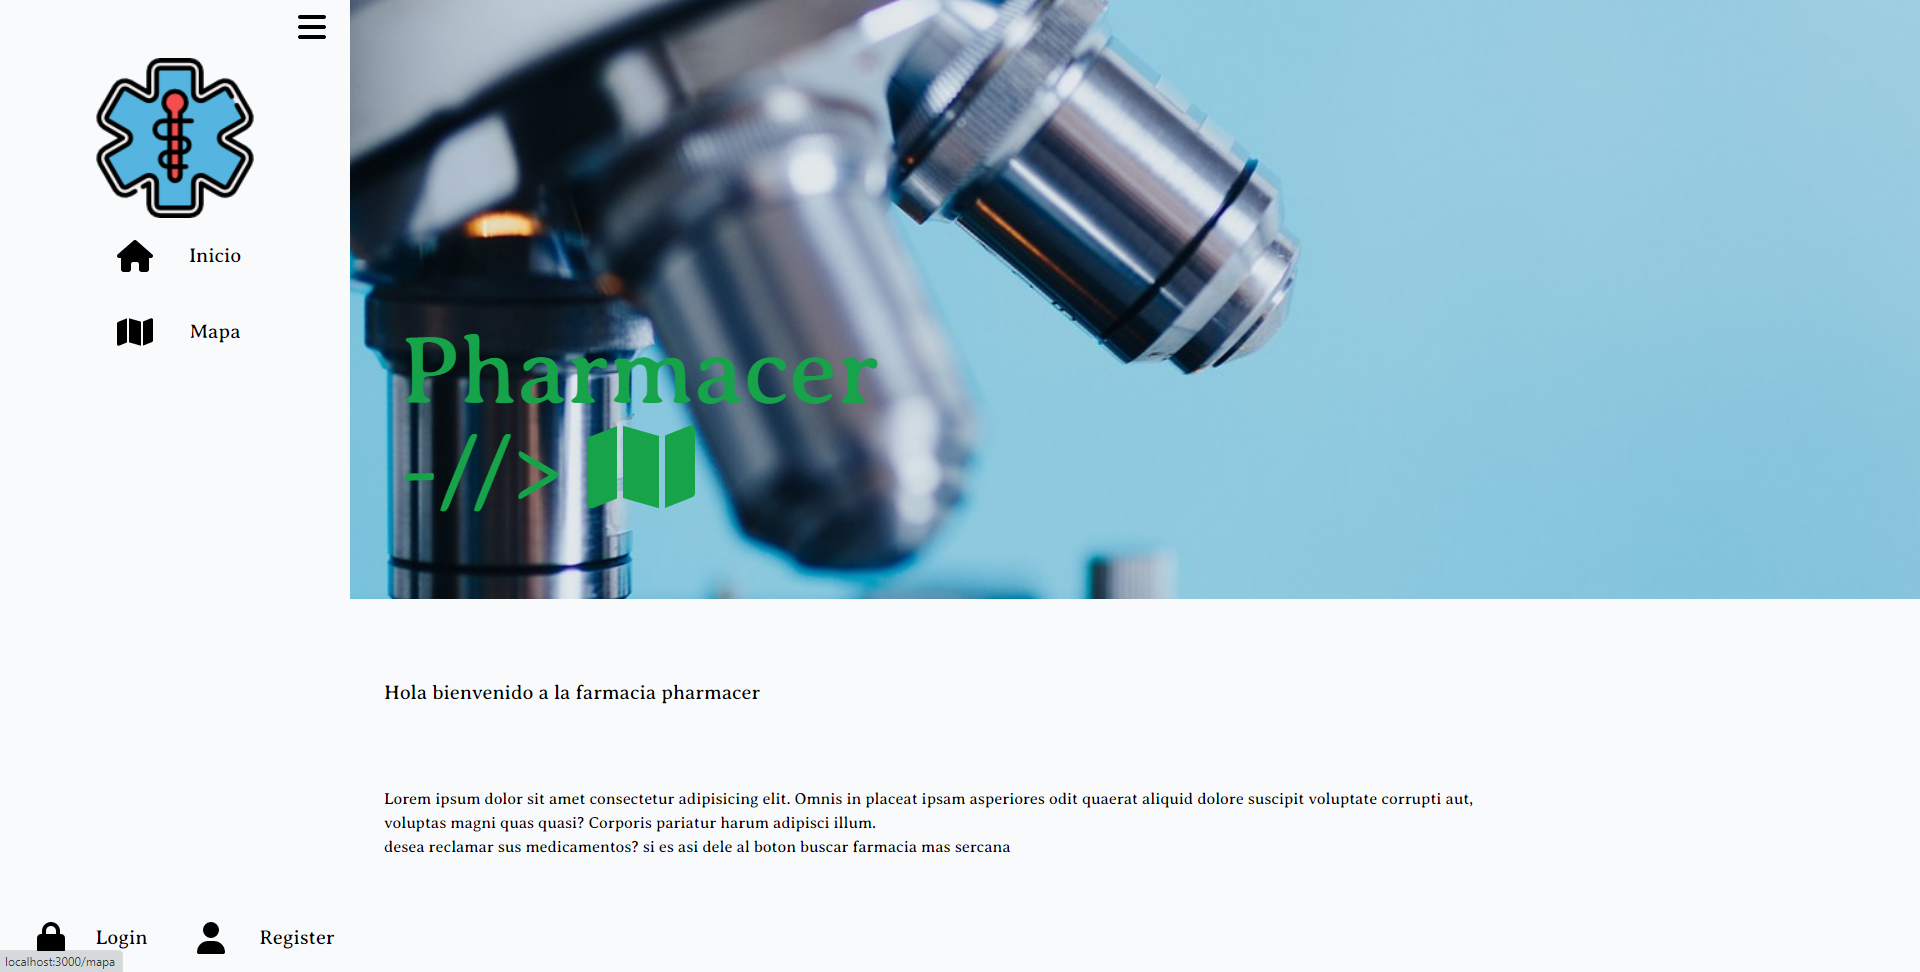 Inicio
Mapa
Pharmacer
-//>
Hola bienvenido a la farmacia pharmacer
Lorem ipsum dolor sit amet consectetur adipisicing elit. Omnis in placeat ipsam asperiores odit quaerat aliquid dolore suscipit voluptate corrupti aut,
voluptas magni quas quasi? Corporis pariatur harum adipisci illum.
desea reclamar sus medicamentos? si es asi dele al boton buscar farmacia mas sercana
Login
Register
localhost:3000/mapa